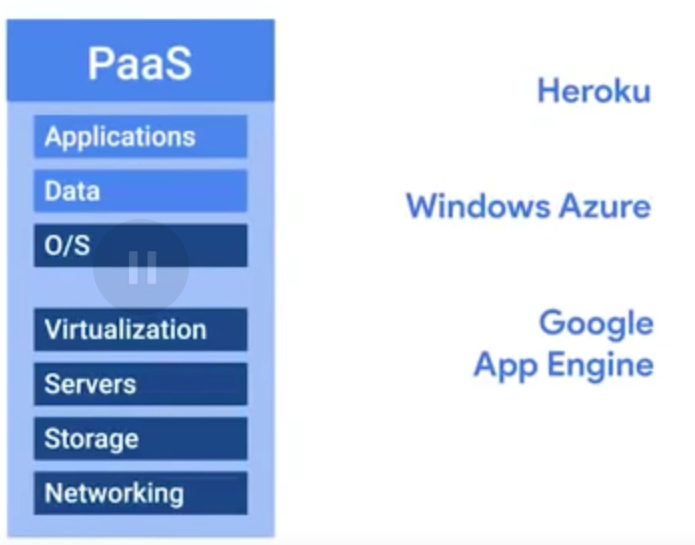 PaaS
Applications
Data
O/S
Virtualization
Servers
Storage
Networking
Heroku
Windows Azure
Google
App Engine